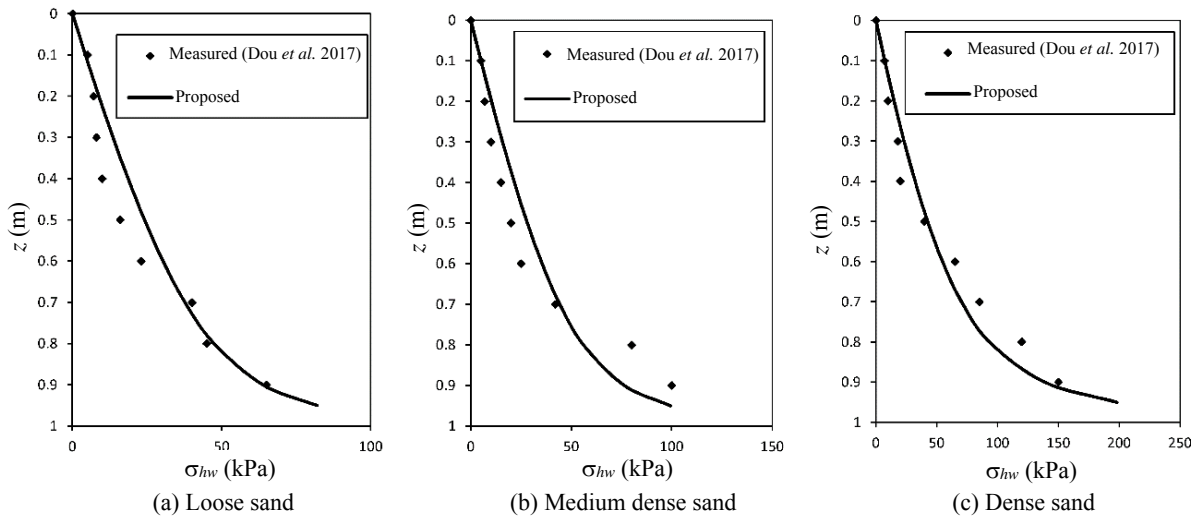 0
0.1
0.2
0.3
0.4
0.5
0.6
0.7
0.8
0.9
1
z (m)
Measured (Dou et al. 2017)
Proposed
0 50 100
σhw (kPa)
(a) Loose sand
0
0.1
0.2
0.3
0.4
0.5
0.6
0.7
0.8
0.9
1
z (m)
Measured (Dou et al. 2017)
Proposed
0 50 100 150
σhw (kPa)
(b) Medium dense sand
0
0.1
0.2
0.3
0.4
0.5
0.6
0.7
0.8
0.9
1
z (m)
Measured (Dou et al. 2017)
Proposed
0 50 100 150 200 250
σhw (kPa)
(c) Dense sand